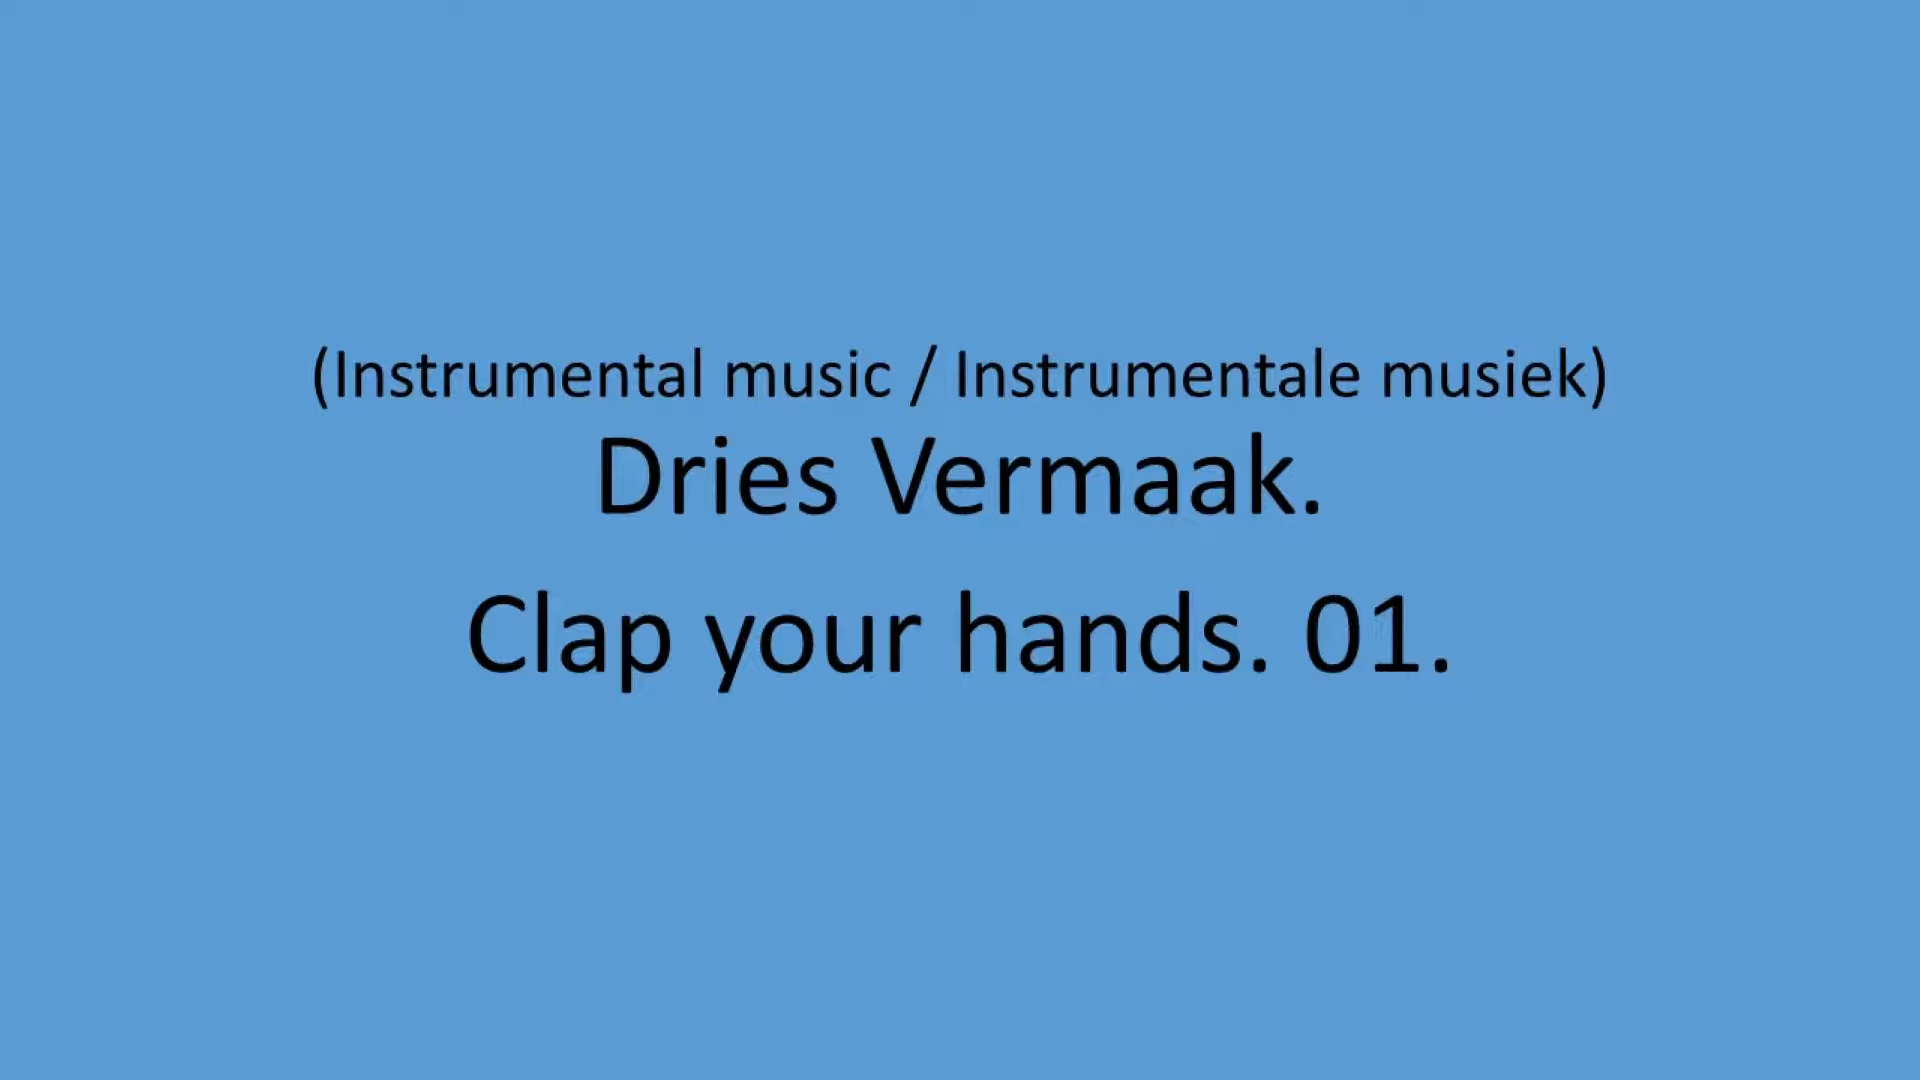 (Instrumental music / Instrumentale musiek)
Dries Vermaak.
Clap your hands. 01.